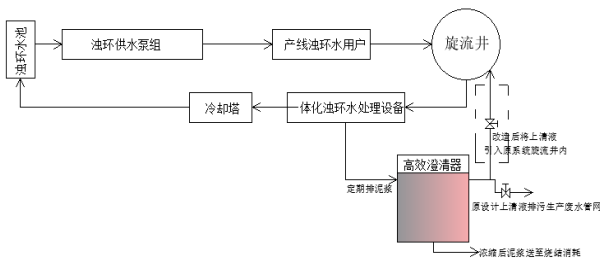 浊环水池
浊环供水泵组
产线浊环水用户
旋流井
冷却塔
体化浊环水处理设备
改造后将上清液
引入原系统旋流井内
高效澄清器
定期排泥浆
原设计上清液排污生产废水管网
浓缩后泥浆送至烧结消耗